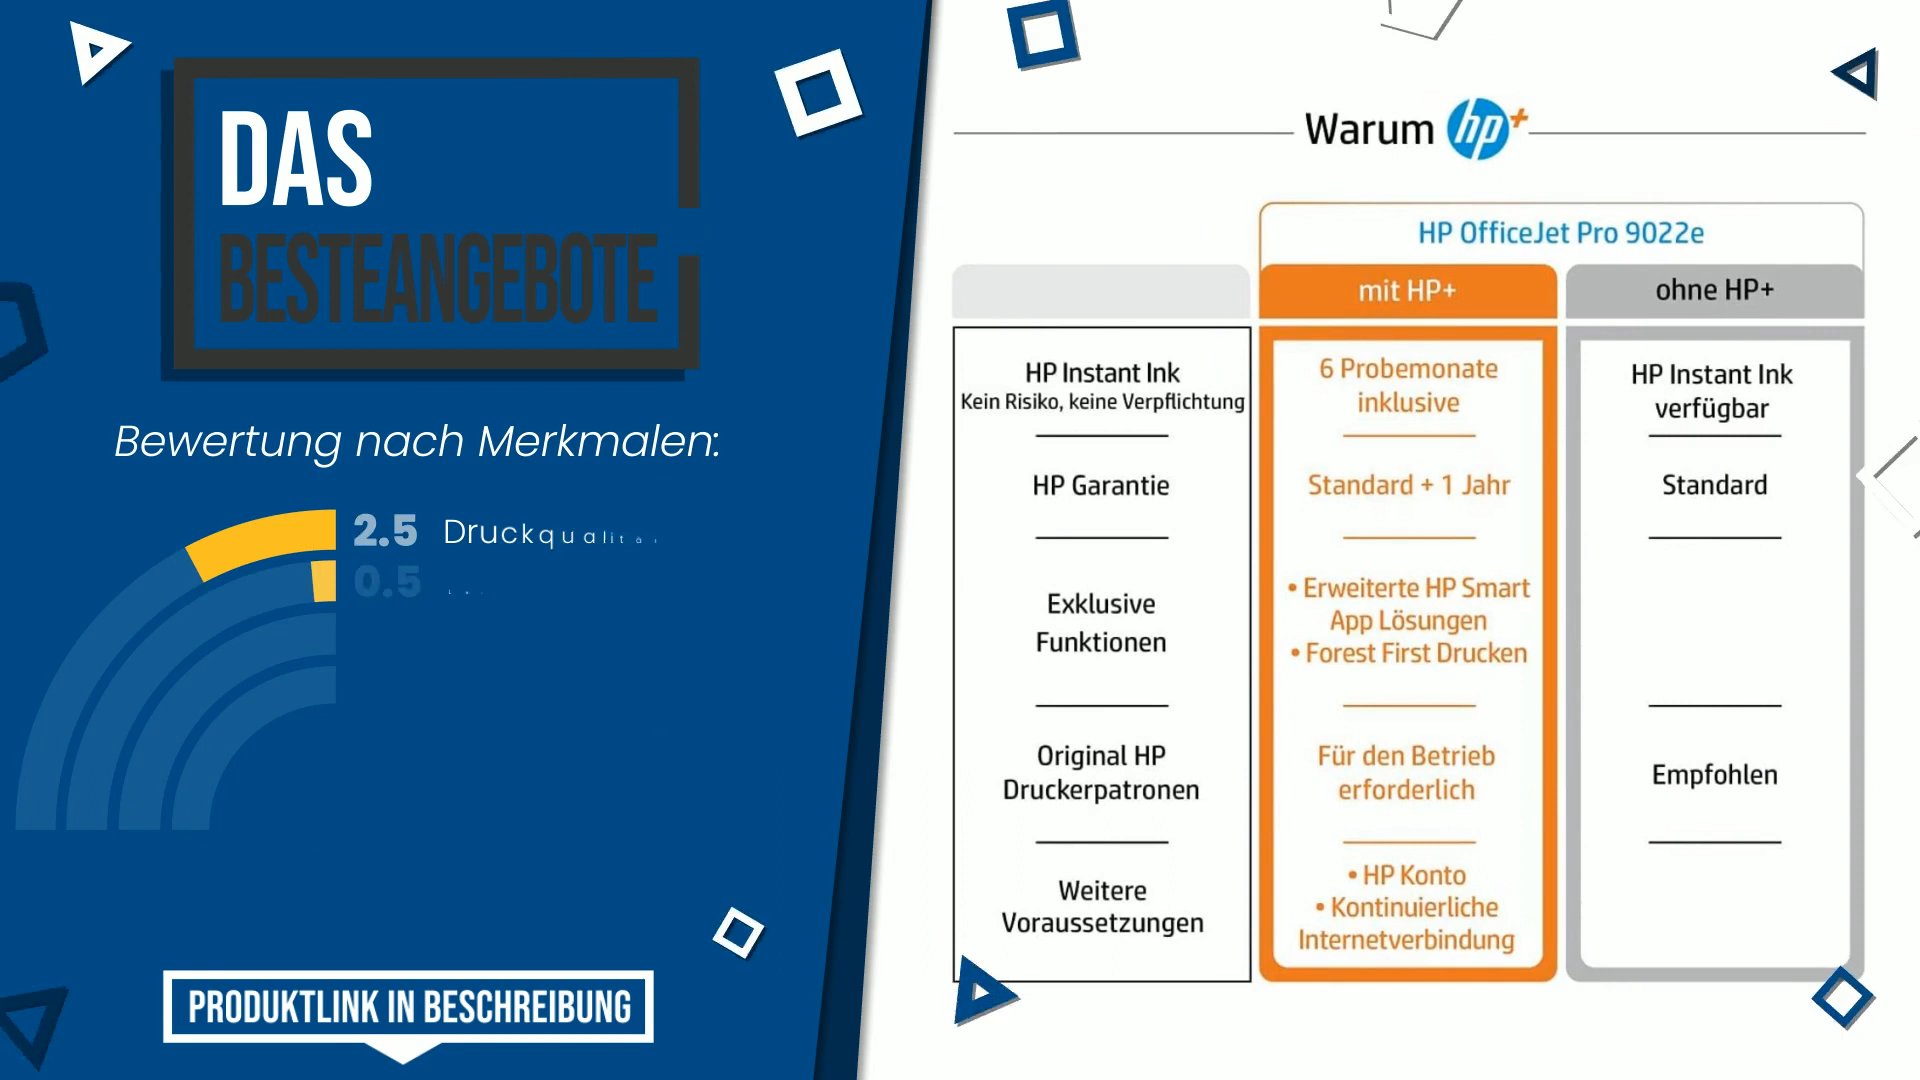 DAS
BESTEANGEBOTE
Bewertung nach Merkmalen:
2.5 Druckqualität
0.5
PRODUKTLINK IN BESCHREIBUNG
Warum hp+
HP OfficeJet Pro 9022e
mit HP+
ohne HP+
HP Instant Ink
Kein Risiko, keine Verpflichtung
6 Probemonate
inklusive
HP Instant Ink
verfügbar
HP Garantie
Standard + 1 Jahr
Standard
Exklusive
Funktionen
• Erweiterte HP Smart
App Lösungen
• Forest First Drucken
Original HP
Druckerpatronen
Für den Betrieb
erforderlich
Empfohlen
Weitere
Voraussetzungen
• HP Konto
• Kontinuierliche
Internetverbindung